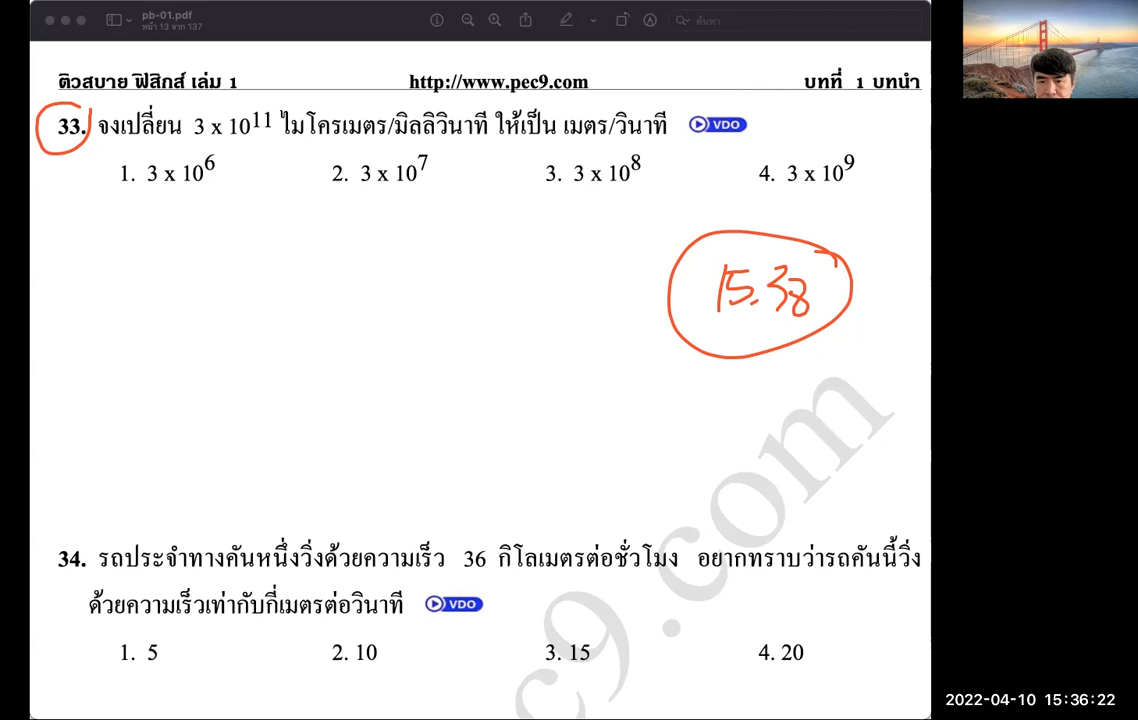 pb-01.pdf
หน้า 13 จาก 137
ค้นหา
ติวสบาย ฟิสิกส์ เล่ม 1 http://www.pec9.com บทที่ 1 บทนำ
33. จงเปลี่ยน 3 x 10¹¹ ไมโครเมตร/มิลลิวินาที ให้เป็น เมตร/วินาที VDO
1. 3 x 10⁶ 2. 3 x 10⁷ 3. 3 x 10⁸ 4. 3 x 10⁹
15.38
34. รถประจำทางคันหนึ่งวิ่งด้วยความเร็ว 36 กิโลเมตรต่อชั่วโมง อยากทราบว่ารถคันนี้วิ่ง
ด้วยความเร็วเท่ากับกี่เมตรต่อวินาที VDO
1. 5 2. 10 3. 15 4. 20
c9.com
2022-04-10 15:36:22